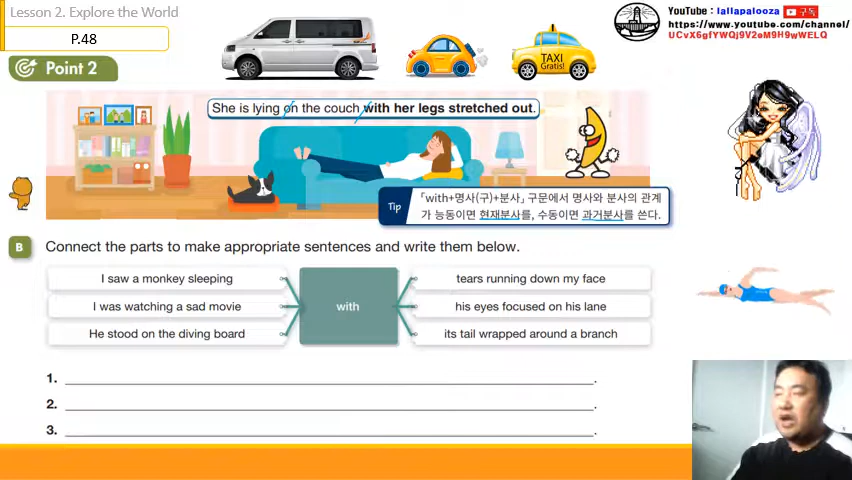 Lesson 2. Explore the World
P.48
YouTube : lallapalooza 구독
https://www.youtube.com/channel/
UCvX6gfYWQj9V2eM9H9wWELQ
TAXI
Gratis!
Point 2
She is lying on the couch with her legs stretched out.
Tip
「with+명사(구)+분사」 구문에서 명사와 분사의 관계
가 능동이면 현재분사를, 수동이면 과거분사를 쓴다.
B Connect the parts to make appropriate sentences and write them below.
I saw a monkey sleeping
I was watching a sad movie
He stood on the diving board
with
tears running down my face
his eyes focused on his lane
its tail wrapped around a branch
1. .
2. .
3. .